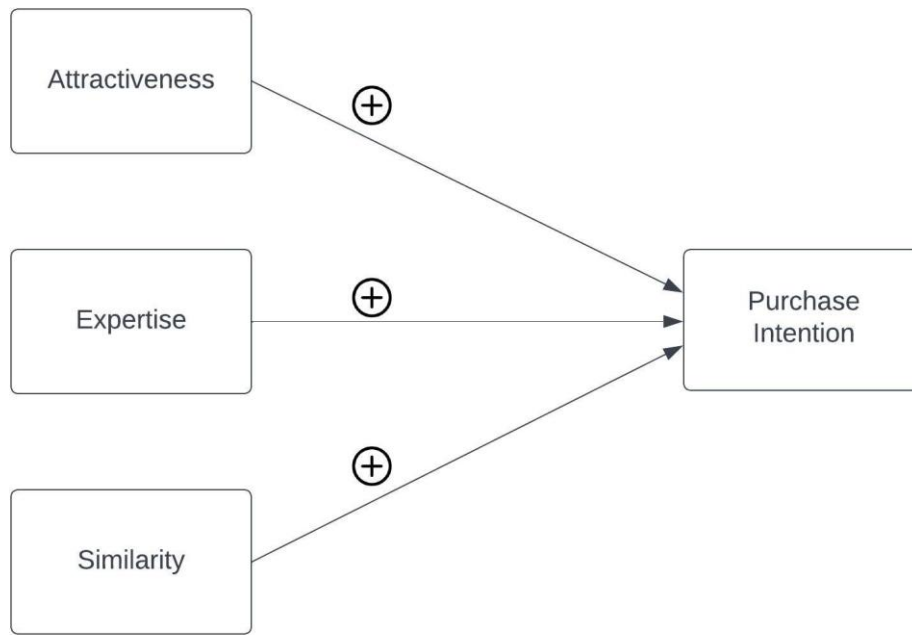 Attractiveness
+
Expertise
+
Purchase
Intention
+
Similarity